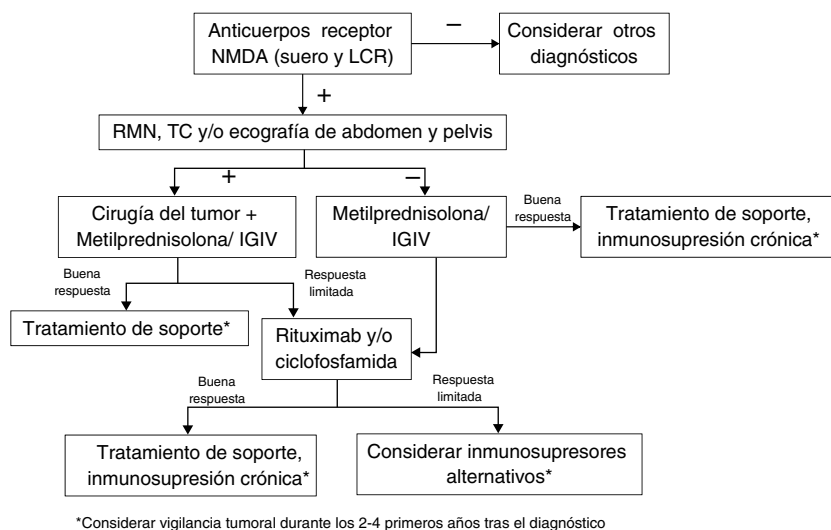 Anticuerpos receptor
NMDA (suero y LCR)
–
Considerar otros
diagnósticos
+
RMN, TC y/o ecografía de abdomen y pelvis
+
–
Cirugía del tumor +
Metilprednisolona/ IGIV
Metilprednisolona/
IGIV
Buena
respuesta
Tratamiento de soporte,
inmunosupresión crónica*
Buena
respuesta
Respuesta
limitada
Tratamiento de soporte*
Rituximab y/o
ciclofosfamida
Buena
respuesta
Respuesta
limitada
Tratamiento de soporte,
inmunosupresión crónica*
Considerar inmunosupresores
alternativos*
*Considerar vigilancia tumoral durante los 2-4 primeros años tras el diagnóstico